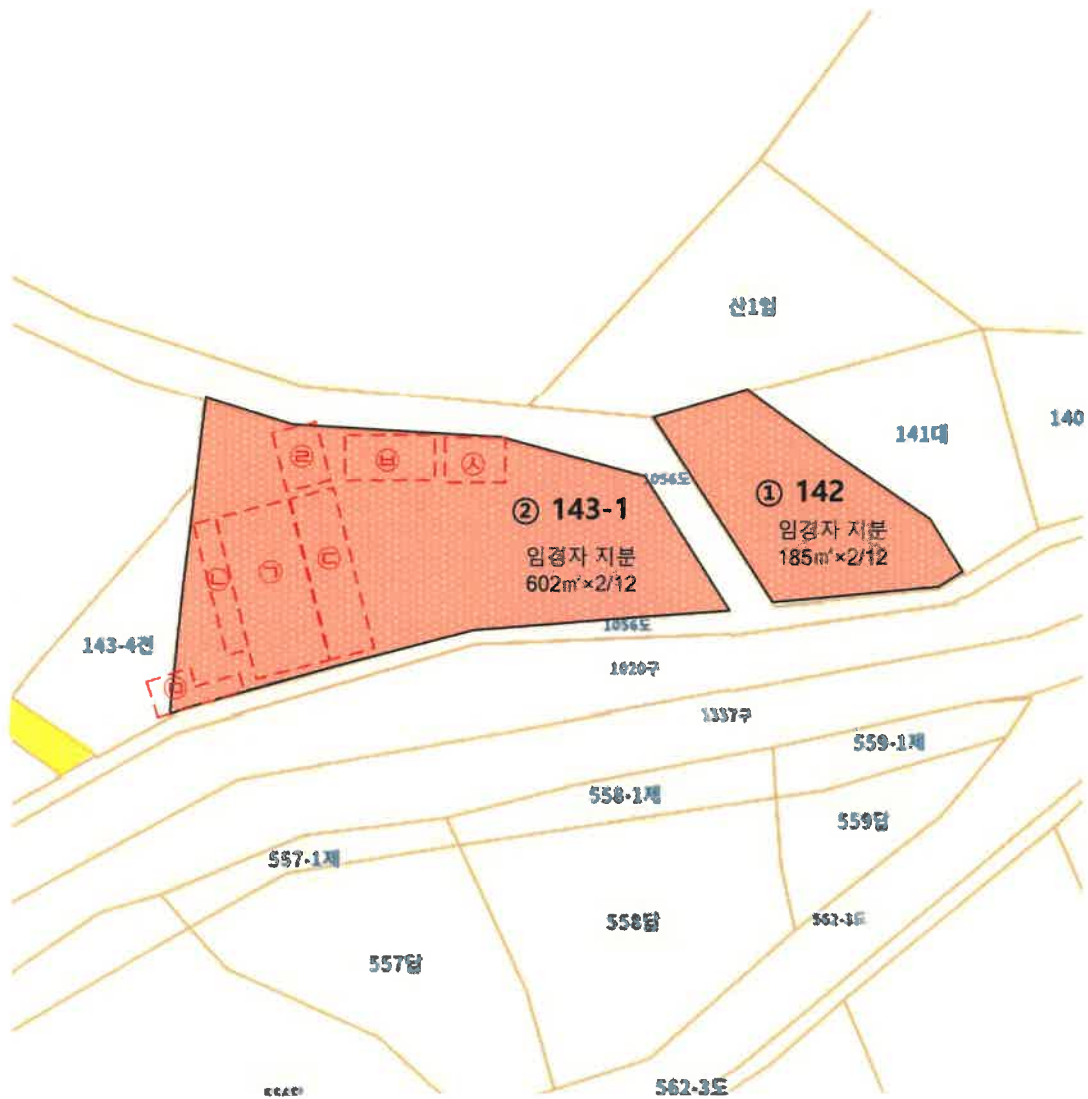 산1임
140
141대
1056도
① 142
임경자 지분
185㎡×2/12
② 143-1
임경자 지분
602㎡×2/12
㉣
㉥
㉦
㉡
㉠
㉢
㉤
143-4전
1056도
1020구
1337구
559-1제
558-1제
559답
557-1제
558답
562-3도
557답
562-3도